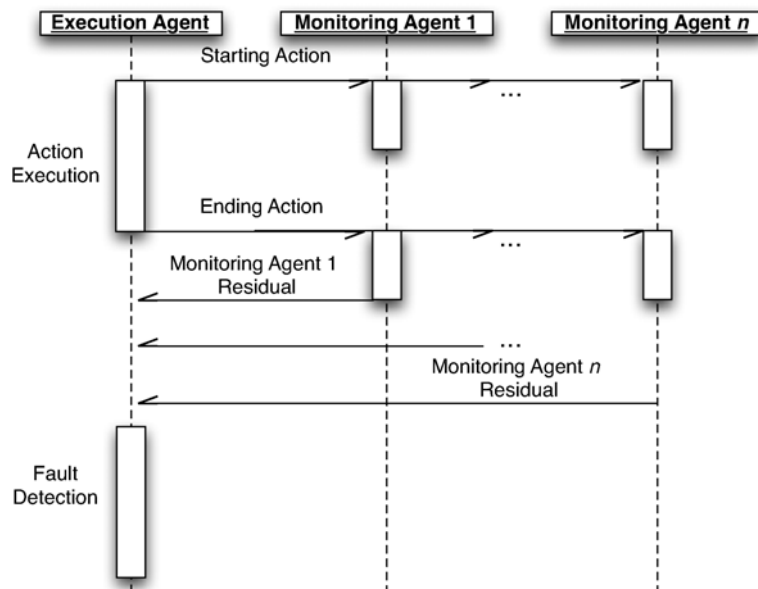 Execution Agent
Monitoring Agent 1
Monitoring Agent n
Starting Action
...
Action
Execution
Ending Action
...
Monitoring Agent 1
Residual
...
Monitoring Agent n
Residual
Fault
Detection